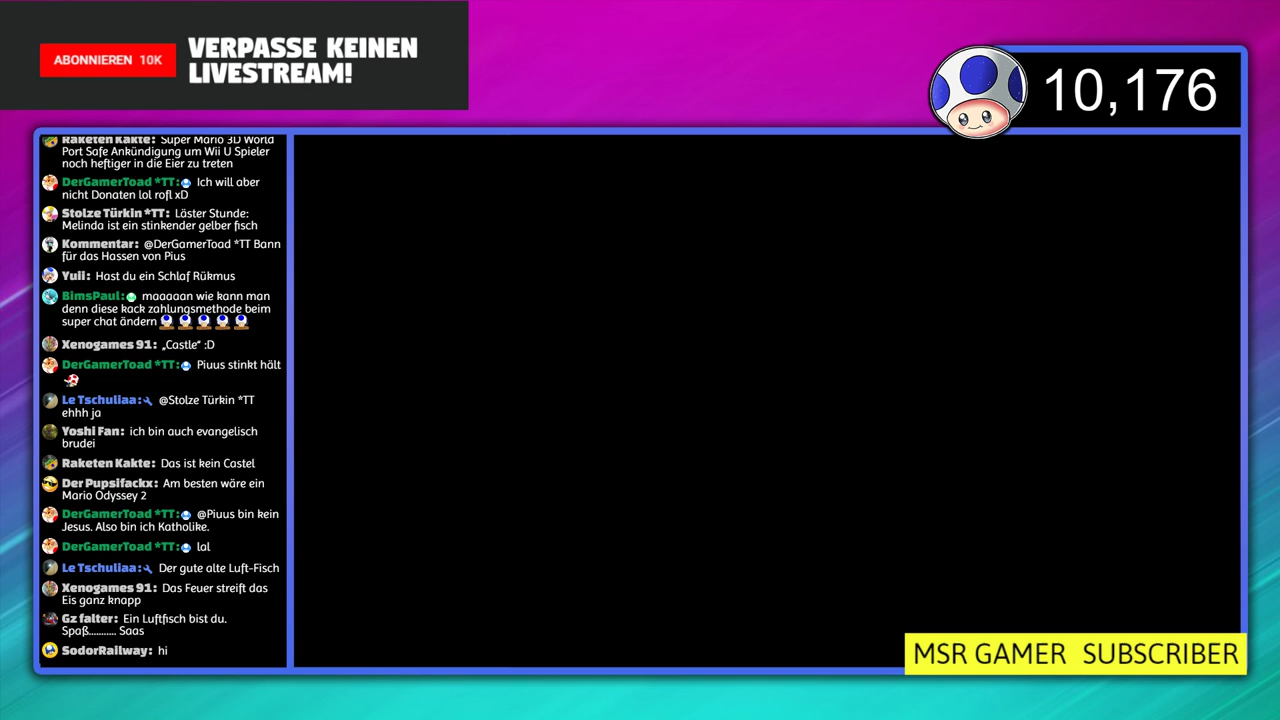 ABONNIEREN 10K
VERPASSE KEINEN
LIVESTREAM!
10,176
Raketen Kakte: Super Mario 3D World
Port Safe Ankündigung um Wii U Spieler
noch heftiger in die Eier zu treten
DerGamerToad *TT: Ich will aber
nicht Donaten lol rofl xD
Stolze Türkin *TT: Läster Stunde:
Melinda ist ein stinkender gelber fisch
Kommentar: @DerGamerToad *TT Bann
für das Hassen von Pius
Yuii: Hast du ein Schlaf Rükmus
BimsPaul: maaaaan wie kann man
denn diese kack zahlungsmethode beim
super chat ändern
Xenogames 91: „Castle“ :D
DerGamerToad *TT: Piuus stinkt hält
Le Tschuliaa: @Stolze Türkin *TT
ehhh ja
Yoshi Fan: ich bin auch evangelisch
brudei
Raketen Kakte: Das ist kein Castel
Der Pupsifackx: Am besten wäre ein
Mario Odyssey 2
DerGamerToad *TT: @Piuus bin kein
Jesus. Also bin ich Katholike.
DerGamerToad *TT: lal
Le Tschuliaa: Der gute alte Luft-Fisch
Xenogames 91: Das Feuer streift das
Eis ganz knapp
Gz falter: Ein Luftfisch bist du.
Spaß........... Saas
SodorRailway: hi
MSR GAMER SUBSCRIBER